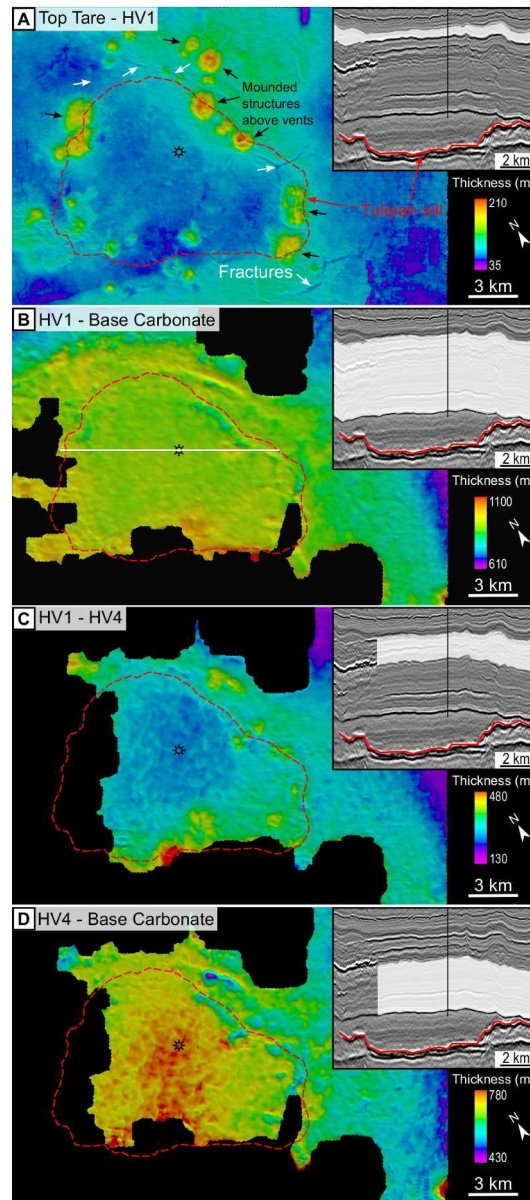 A Top Tare - HV1
Mounded
structures
above vents
Tulipan sill
Fractures
2 km
Thickness (m)
210
35
N
3 km
B HV1 - Base Carbonate
2 km
Thickness (m)
1100
610
N
3 km
C HV1 - HV4
2 km
Thickness (m)
480
130
N
3 km
D HV4 - Base Carbonate
2 km
Thickness (m)
780
430
N
3 km